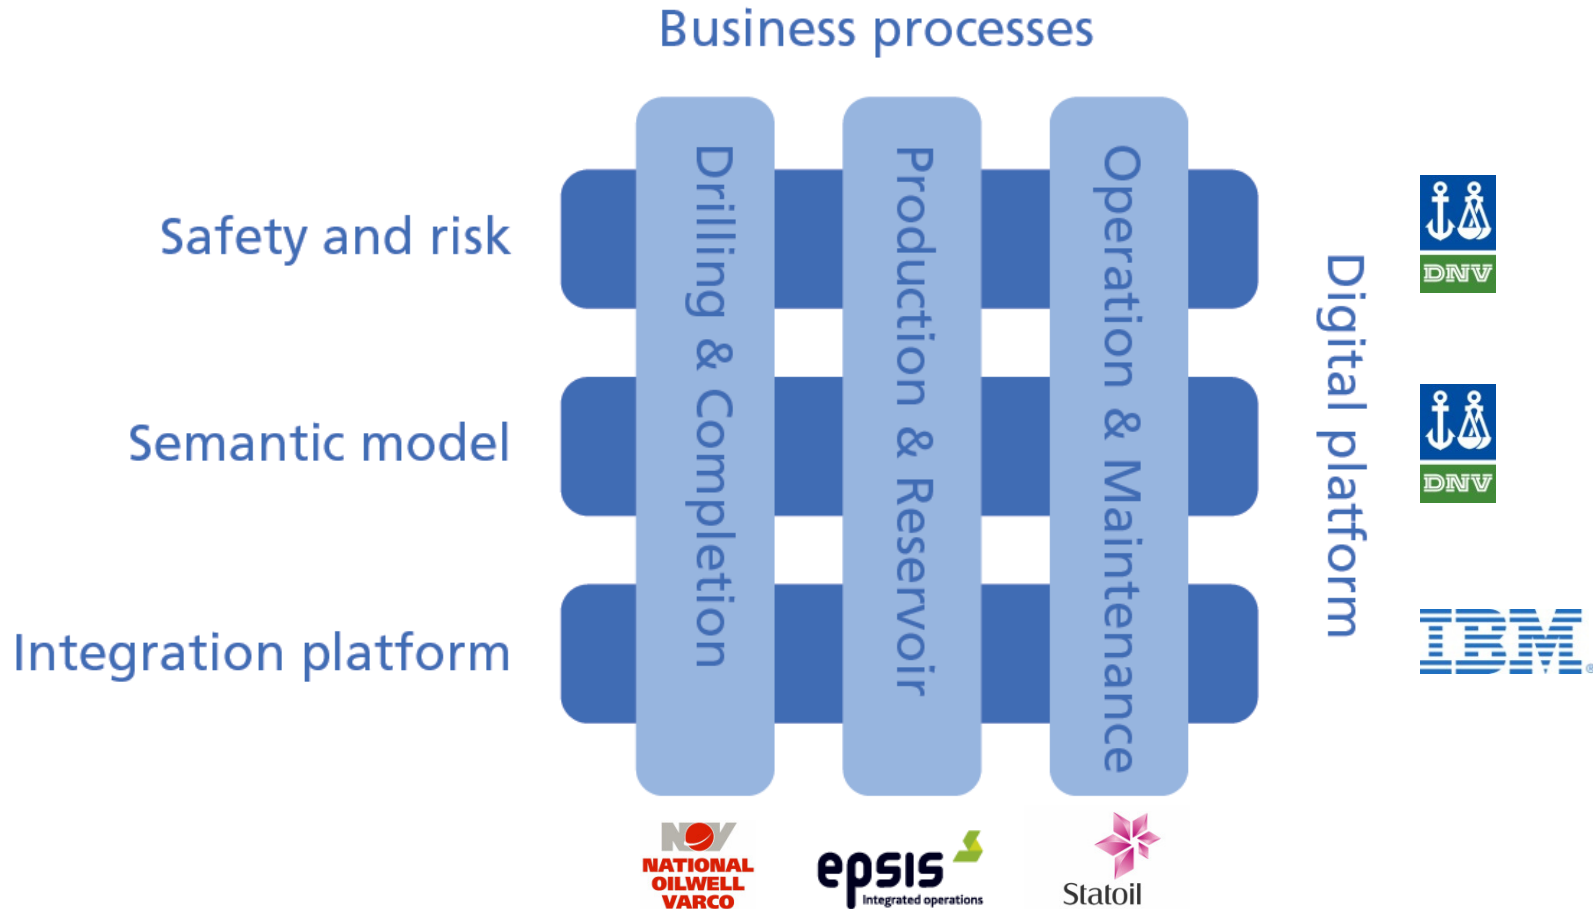 Business processes
Safety and risk
Semantic model
Integration platform
Drilling & Completion
Production & Reservoir
Operation & Maintenance
Digital platform
DNV
DNV
IBM®
NOV
NATIONAL
OILWELL
VARCO
epsis
Integrated operations
Statoil